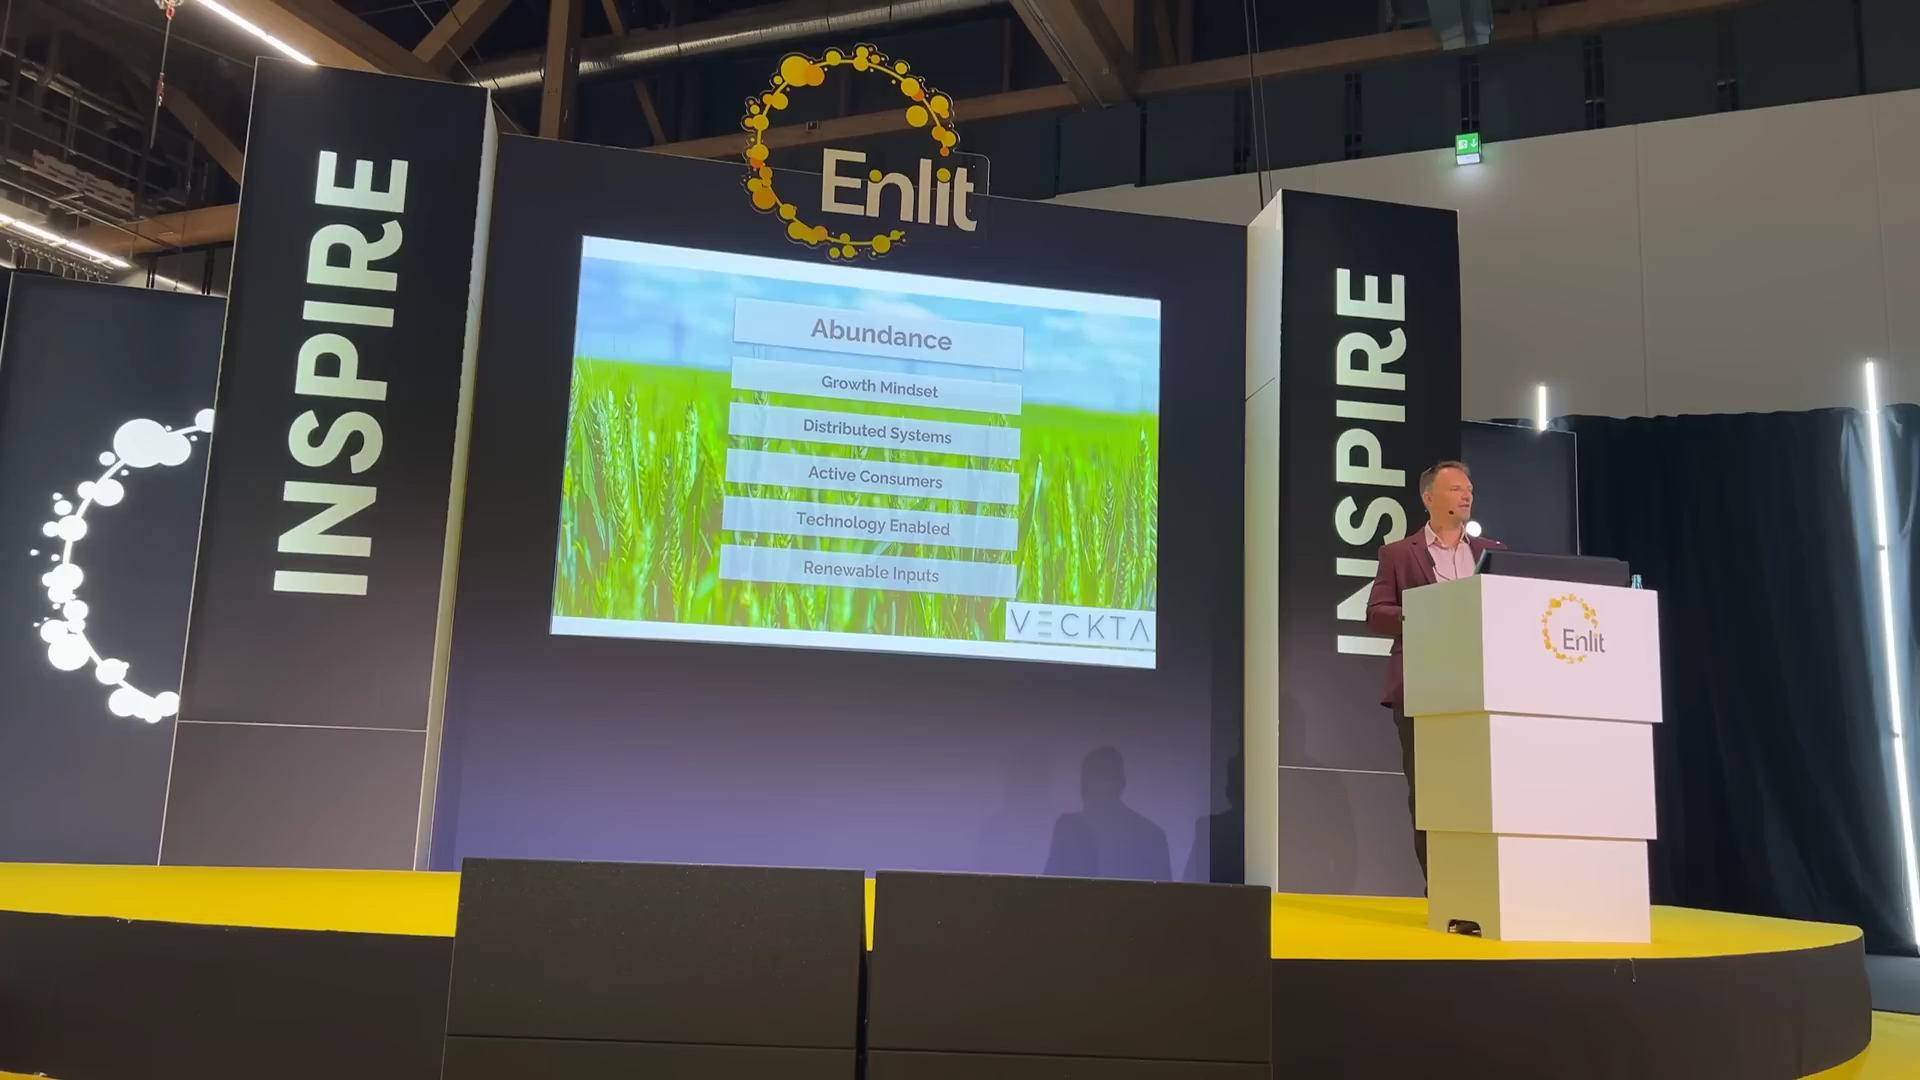 INSPIRE
Enlit
Abundance
Growth Mindset
Distributed Systems
Active Consumers
Technology Enabled
Renewable Inputs
VECKTA
INSPIRE
Enlit